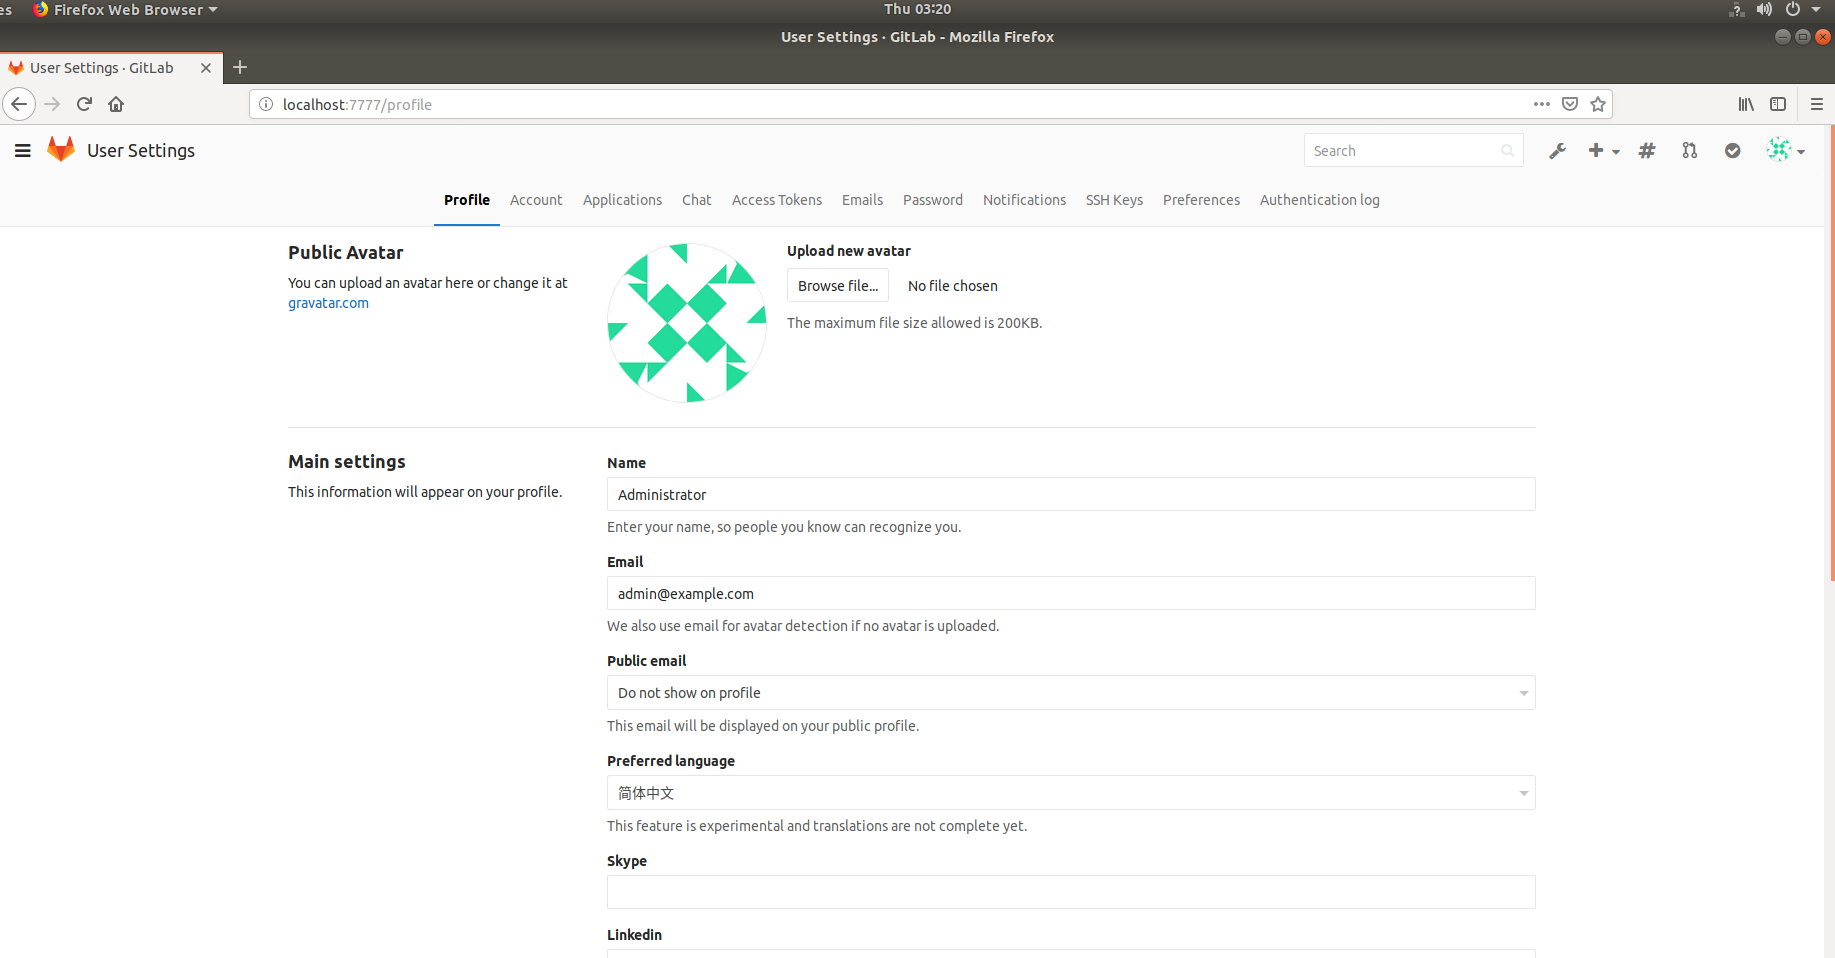 es Firefox Web Browser Thu 03:20
User Settings · GitLab - Mozilla Firefox
User Settings · GitLab
localhost:7777/profile
User Settings Search
Profile Account Applications Chat Access Tokens Emails Password Notifications SSH Keys Preferences Authentication log
Public Avatar
You can upload an avatar here or change it at
gravatar.com
Upload new avatar
Browse file... No file chosen
The maximum file size allowed is 200KB.
Main settings
This information will appear on your profile.
Name
Administrator
Enter your name, so people you know can recognize you.
Email
admin@example.com
We also use email for avatar detection if no avatar is uploaded.
Public email
Do not show on profile
This email will be displayed on your public profile.
Preferred language
简体中文
This feature is experimental and translations are not complete yet.
Skype
Linkedin